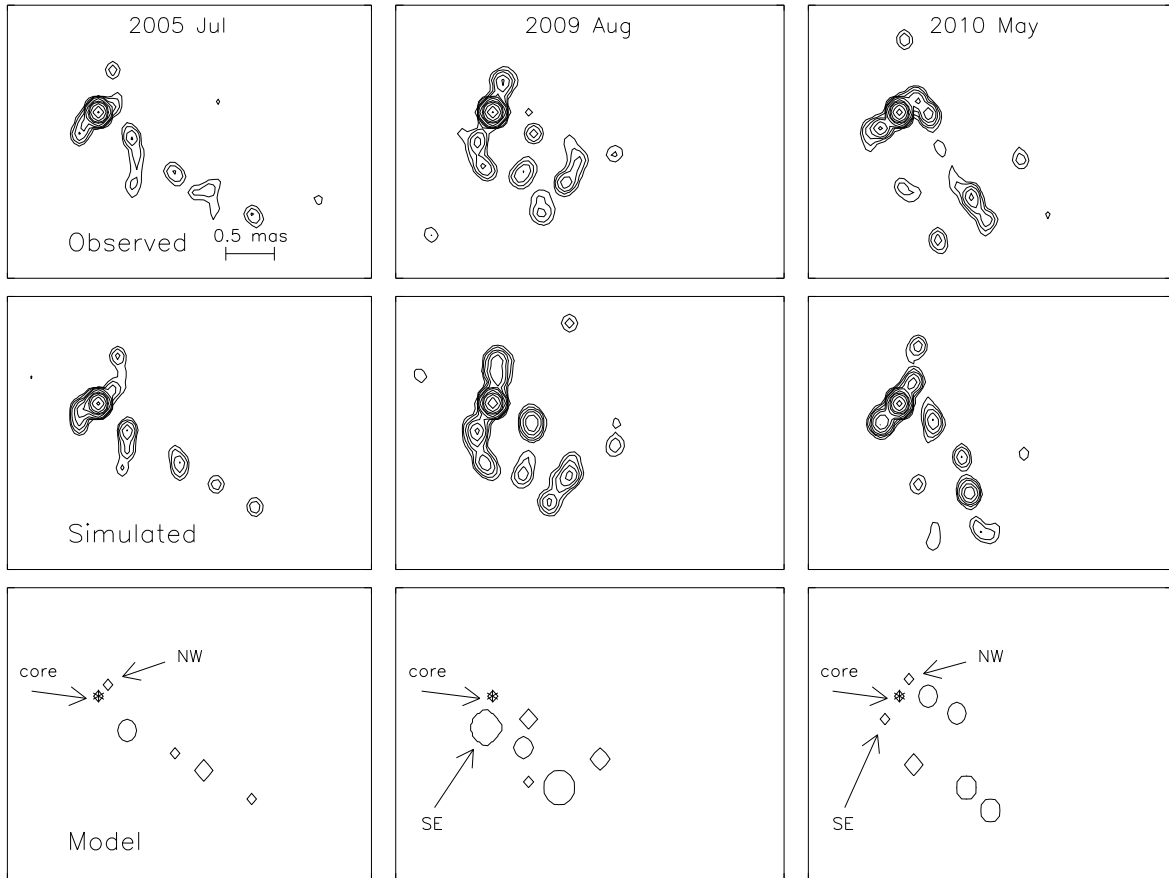 2005 Jul
2009 Aug
2010 May
Observed
0.5 mas
Simulated
core
NW
core
SE
core
NW
SE
Model